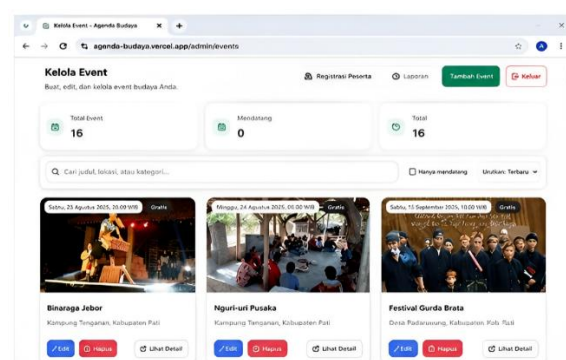 Kelola Event - Agenda Budaya
agenda-budaya.vercel.app/admin/events
A
Kelola Event
Buat, edit, dan kelola event budaya Anda.
Registrasi Peserta
Laporan
Tambah Event
Keluar
Total Event
16
Mendatang
0
Total
16
Cari judul, lokasi, atau kategori...
Hanya mendatang
Urutkan: Terbaru
Sabtu, 23 Agustus 2025, 20.00 WIB
Gratis
Minggu, 24 Agustus 2025, 09.00 WIB
Gratis
Sabtu, 13 September 2025, 10.00 WIB
Gratis
Binaraga Jebor
Kampung Tenganan, Kabupaten Pati
Edit
Hapus
Lihat Detail
Nguri-uri Pusaka
Kampung Tenganan, Kabupaten Pati
Edit
Hapus
Lihat Detail
Festival Gurda Brata
Edit
Hapus
Lihat Detail